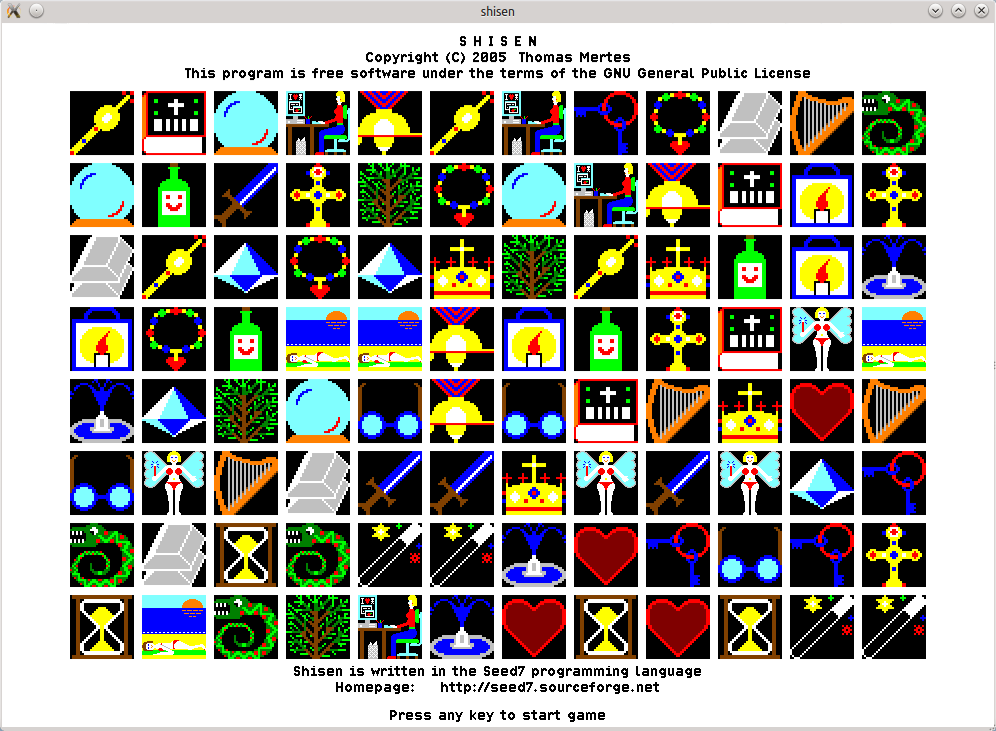 shisen
S H I S E N
Copyright (C) 2005 Thomas Mertes
This program is free software under the terms of the GNU General Public License
Shisen is written in the Seed7 programming language
Homepage: http://seed7.sourceforge.net
Press any key to start game